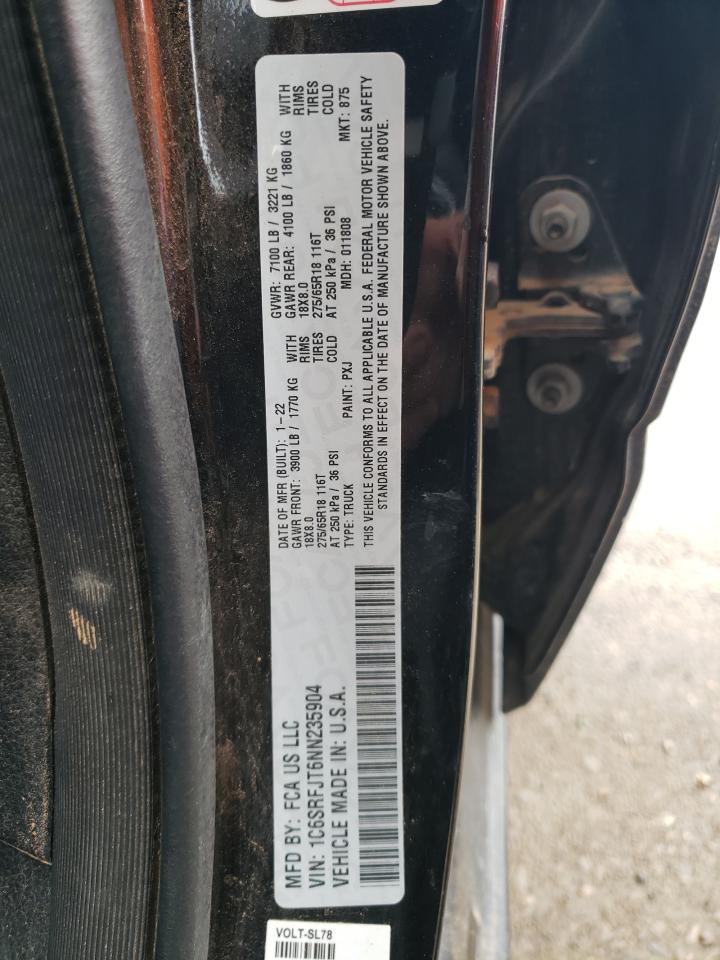 MFD BY: FCA US LLC
VIN: 1C6SRFJT6NN235904
VEHICLE MADE IN: U.S.A.
DATE OF MFR (BUILT): 1-22
GAWR FRONT: 3900 LB / 1770 KG WITH
18X8.0 RIMS
275/65R18 116T TIRES
AT 250 kPa / 36 PSI COLD
TYPE: TRUCK
GVWR: 7100 LB / 3221 KG
GAWR REAR: 4100 LB / 1860 KG WITH
18X8.0 RIMS
275/65R18 116T TIRES
AT 250 kPa / 36 PSI COLD
PAINT: PXJ MDH: 011808 MKT: 875
THIS VEHICLE CONFORMS TO ALL APPLICABLE U.S.A. FEDERAL MOTOR VEHICLE SAFETY
STANDARDS IN EFFECT ON THE DATE OF MANUFACTURE SHOWN ABOVE.
VOLT-SL78